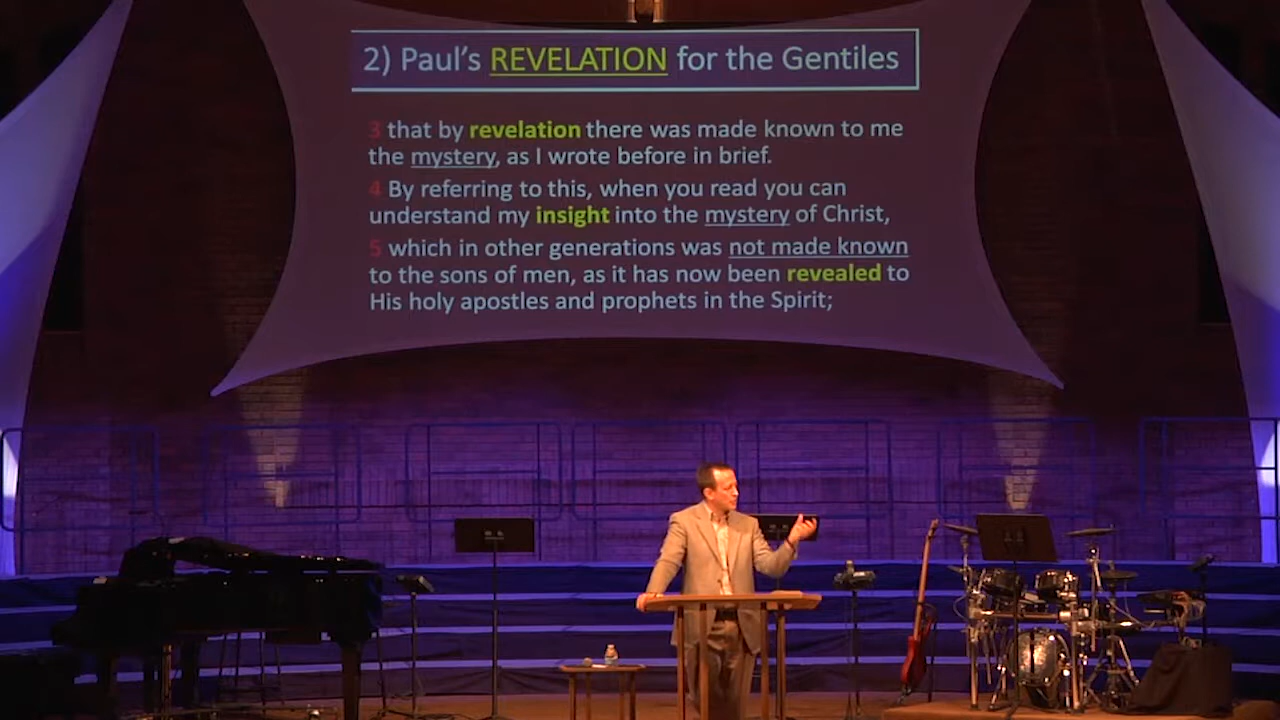 2) Paul's REVELATION for the Gentiles
3 that by revelation there was made known to me
the mystery, as I wrote before in brief.
4 By referring to this, when you read you can
understand my insight into the mystery of Christ,
5 which in other generations was not made known
to the sons of men, as it has now been revealed to
His holy apostles and prophets in the Spirit;